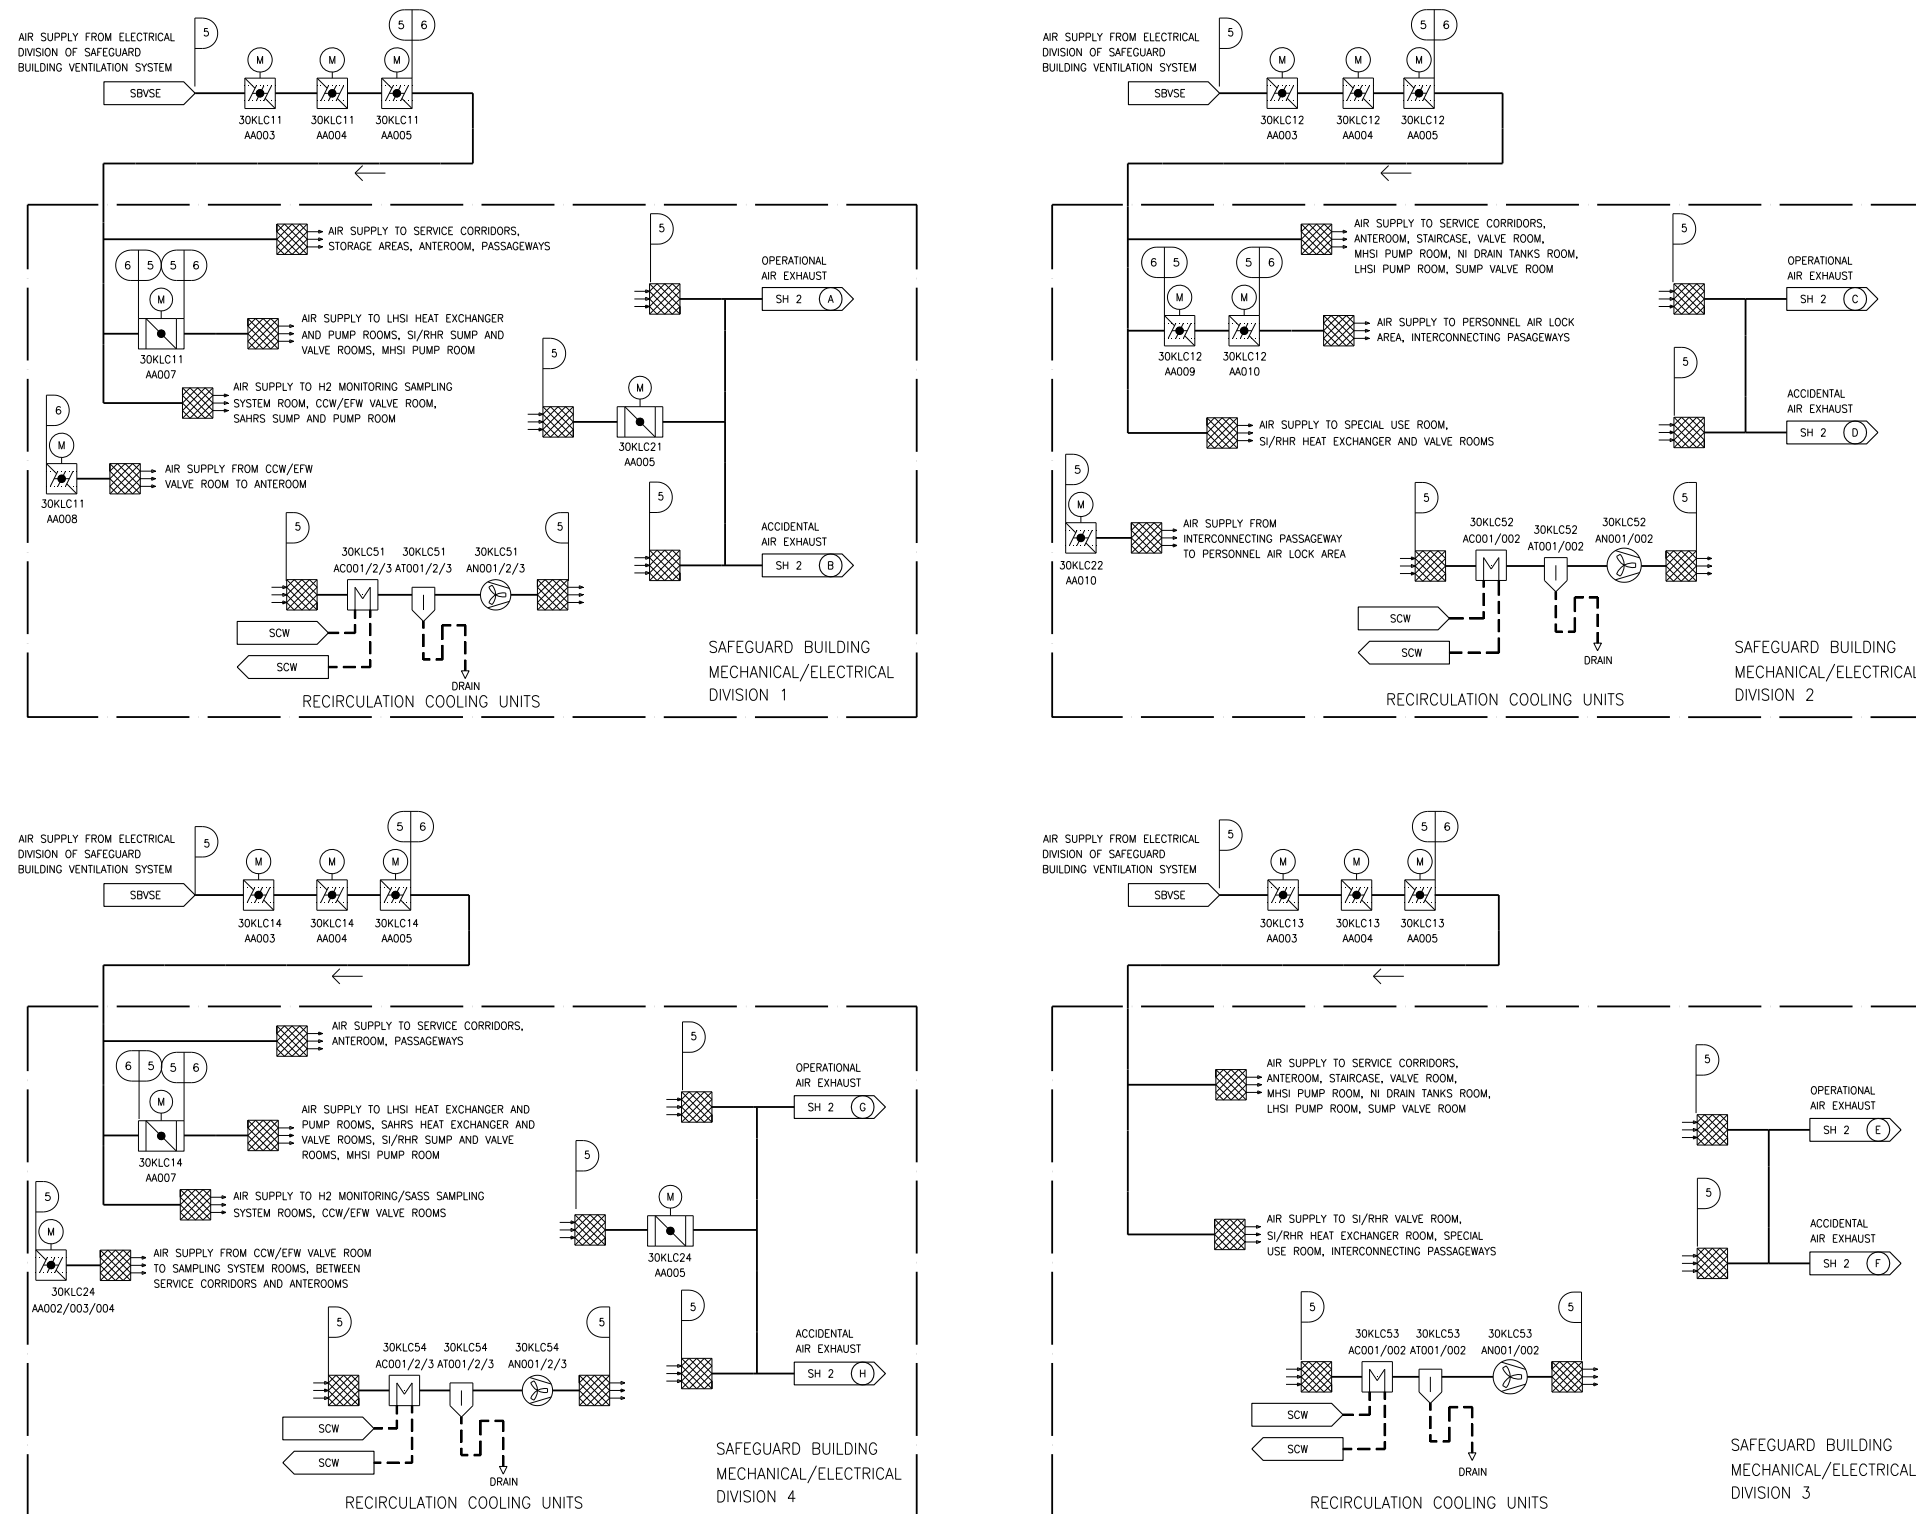 AIR SUPPLY FROM ELECTRICAL
DIVISION OF SAFEGUARD
BUILDING VENTILATION SYSTEM
SBVSE
5
M
M
M
5 6
30KLC11
AA003
30KLC11
AA004
30KLC11
AA005
AIR SUPPLY TO SERVICE CORRIDORS,
STORAGE AREAS, ANTEROOM, PASSAGEWAYS
6 5
5 6
M
30KLC11
AA007
AIR SUPPLY TO LHSI HEAT EXCHANGER
AND PUMP ROOMS, SI/RHR SUMP AND
VALVE ROOMS, MHSI PUMP ROOM
AIR SUPPLY TO H2 MONITORING SAMPLING
SYSTEM ROOM, CCW/EFW VALVE ROOM,
SAHRS SUMP AND PUMP ROOM
6
M
30KLC11
AA008
AIR SUPPLY FROM CCW/EFW
VALVE ROOM TO ANTEROOM
5
OPERATIONAL
AIR EXHAUST
SH 2 A
5
M
30KLC21
AA005
5
ACCIDENTAL
AIR EXHAUST
SH 2 B
5
30KLC51
AC001/2/3
30KLC51
AT001/2/3
30KLC51
AN001/2/3
5
SCW
SCW
DRAIN
RECIRCULATION COOLING UNITS
SAFEGUARD BUILDING
MECHANICAL/ELECTRICAL
DIVISION 1
AIR SUPPLY FROM ELECTRICAL
DIVISION OF SAFEGUARD
BUILDING VENTILATION SYSTEM
SBVSE
5
M
M
M
5 6
30KLC12
AA003
30KLC12
AA004
30KLC12
AA005
AIR SUPPLY TO SERVICE CORRIDORS,
ANTEROOM, STAIRCASE, VALVE ROOM,
MHSI PUMP ROOM, NI DRAIN TANKS ROOM,
LHSI PUMP ROOM, SUMP VALVE ROOM
6 5
5 6
M
M
30KLC12
AA009
30KLC12
AA010
AIR SUPPLY TO PERSONNEL AIR LOCK
AREA, INTERCONNECTING PASAGEWAYS
AIR SUPPLY TO SPECIAL USE ROOM,
SI/RHR HEAT EXCHANGER AND VALVE ROOMS
5
M
30KLC22
AA010
AIR SUPPLY FROM
INTERCONNECTING PASSAGEWAY
TO PERSONNEL AIR LOCK AREA
5
OPERATIONAL
AIR EXHAUST
SH 2 C
5
ACCIDENTAL
AIR EXHAUST
SH 2 D
5
30KLC52
AC001/002
30KLC52
AT001/002
30KLC52
AN001/002
5
SCW
SCW
DRAIN
RECIRCULATION COOLING UNITS
SAFEGUARD BUILDING
MECHANICAL/ELECTRICAL
DIVISION 2
AIR SUPPLY FROM ELECTRICAL
DIVISION OF SAFEGUARD
BUILDING VENTILATION SYSTEM
SBVSE
5
M
M
M
5 6
30KLC14
AA003
30KLC14
AA004
30KLC14
AA005
AIR SUPPLY TO SERVICE CORRIDORS,
ANTEROOM, PASSAGEWAYS
6 5
5 6
M
30KLC14
AA007
AIR SUPPLY TO LHSI HEAT EXCHANGER AND
PUMP ROOMS, SAHRS HEAT EXCHANGER AND
VALVE ROOMS, SI/RHR SUMP AND VALVE
ROOMS, MHSI PUMP ROOM
AIR SUPPLY TO H2 MONITORING/SASS SAMPLING
SYSTEM ROOMS, CCW/EFW VALVE ROOMS
5
M
30KLC24
AA002/003/004
AIR SUPPLY FROM CCW/EFW VALVE ROOM
TO SAMPLING SYSTEM ROOMS, BETWEEN
SERVICE CORRIDORS AND ANTEROOMS
5
OPERATIONAL
AIR EXHAUST
SH 2 G
5
M
30KLC24
AA005
5
ACCIDENTAL
AIR EXHAUST
SH 2 H
5
30KLC54
AC001/2/3
30KLC54
AT001/2/3
30KLC54
AN001/2/3
5
SCW
SCW
DRAIN
RECIRCULATION COOLING UNITS
SAFEGUARD BUILDING
MECHANICAL/ELECTRICAL
DIVISION 4
AIR SUPPLY FROM ELECTRICAL
DIVISION OF SAFEGUARD
BUILDING VENTILATION SYSTEM
SBVSE
5
M
M
M
5 6
30KLC13
AA003
30KLC13
AA004
30KLC13
AA005
AIR SUPPLY TO SERVICE CORRIDORS,
ANTEROOM, STAIRCASE, VALVE ROOM,
MHSI PUMP ROOM, NI DRAIN TANKS ROOM,
LHSI PUMP ROOM, SUMP VALVE ROOM
AIR SUPPLY TO SI/RHR VALVE ROOM,
SI/RHR HEAT EXCHANGER ROOM, SPECIAL
USE ROOM, INTERCONNECTING PASSAGEWAYS
5
OPERATIONAL
AIR EXHAUST
SH 2 E
5
ACCIDENTAL
AIR EXHAUST
SH 2 F
5
30KLC53
AC001/002
30KLC53
AT001/002
30KLC53
AN001/002
5
SCW
SCW
DRAIN
RECIRCULATION COOLING UNITS
SAFEGUARD BUILDING
MECHANICAL/ELECTRICAL
DIVISION 3